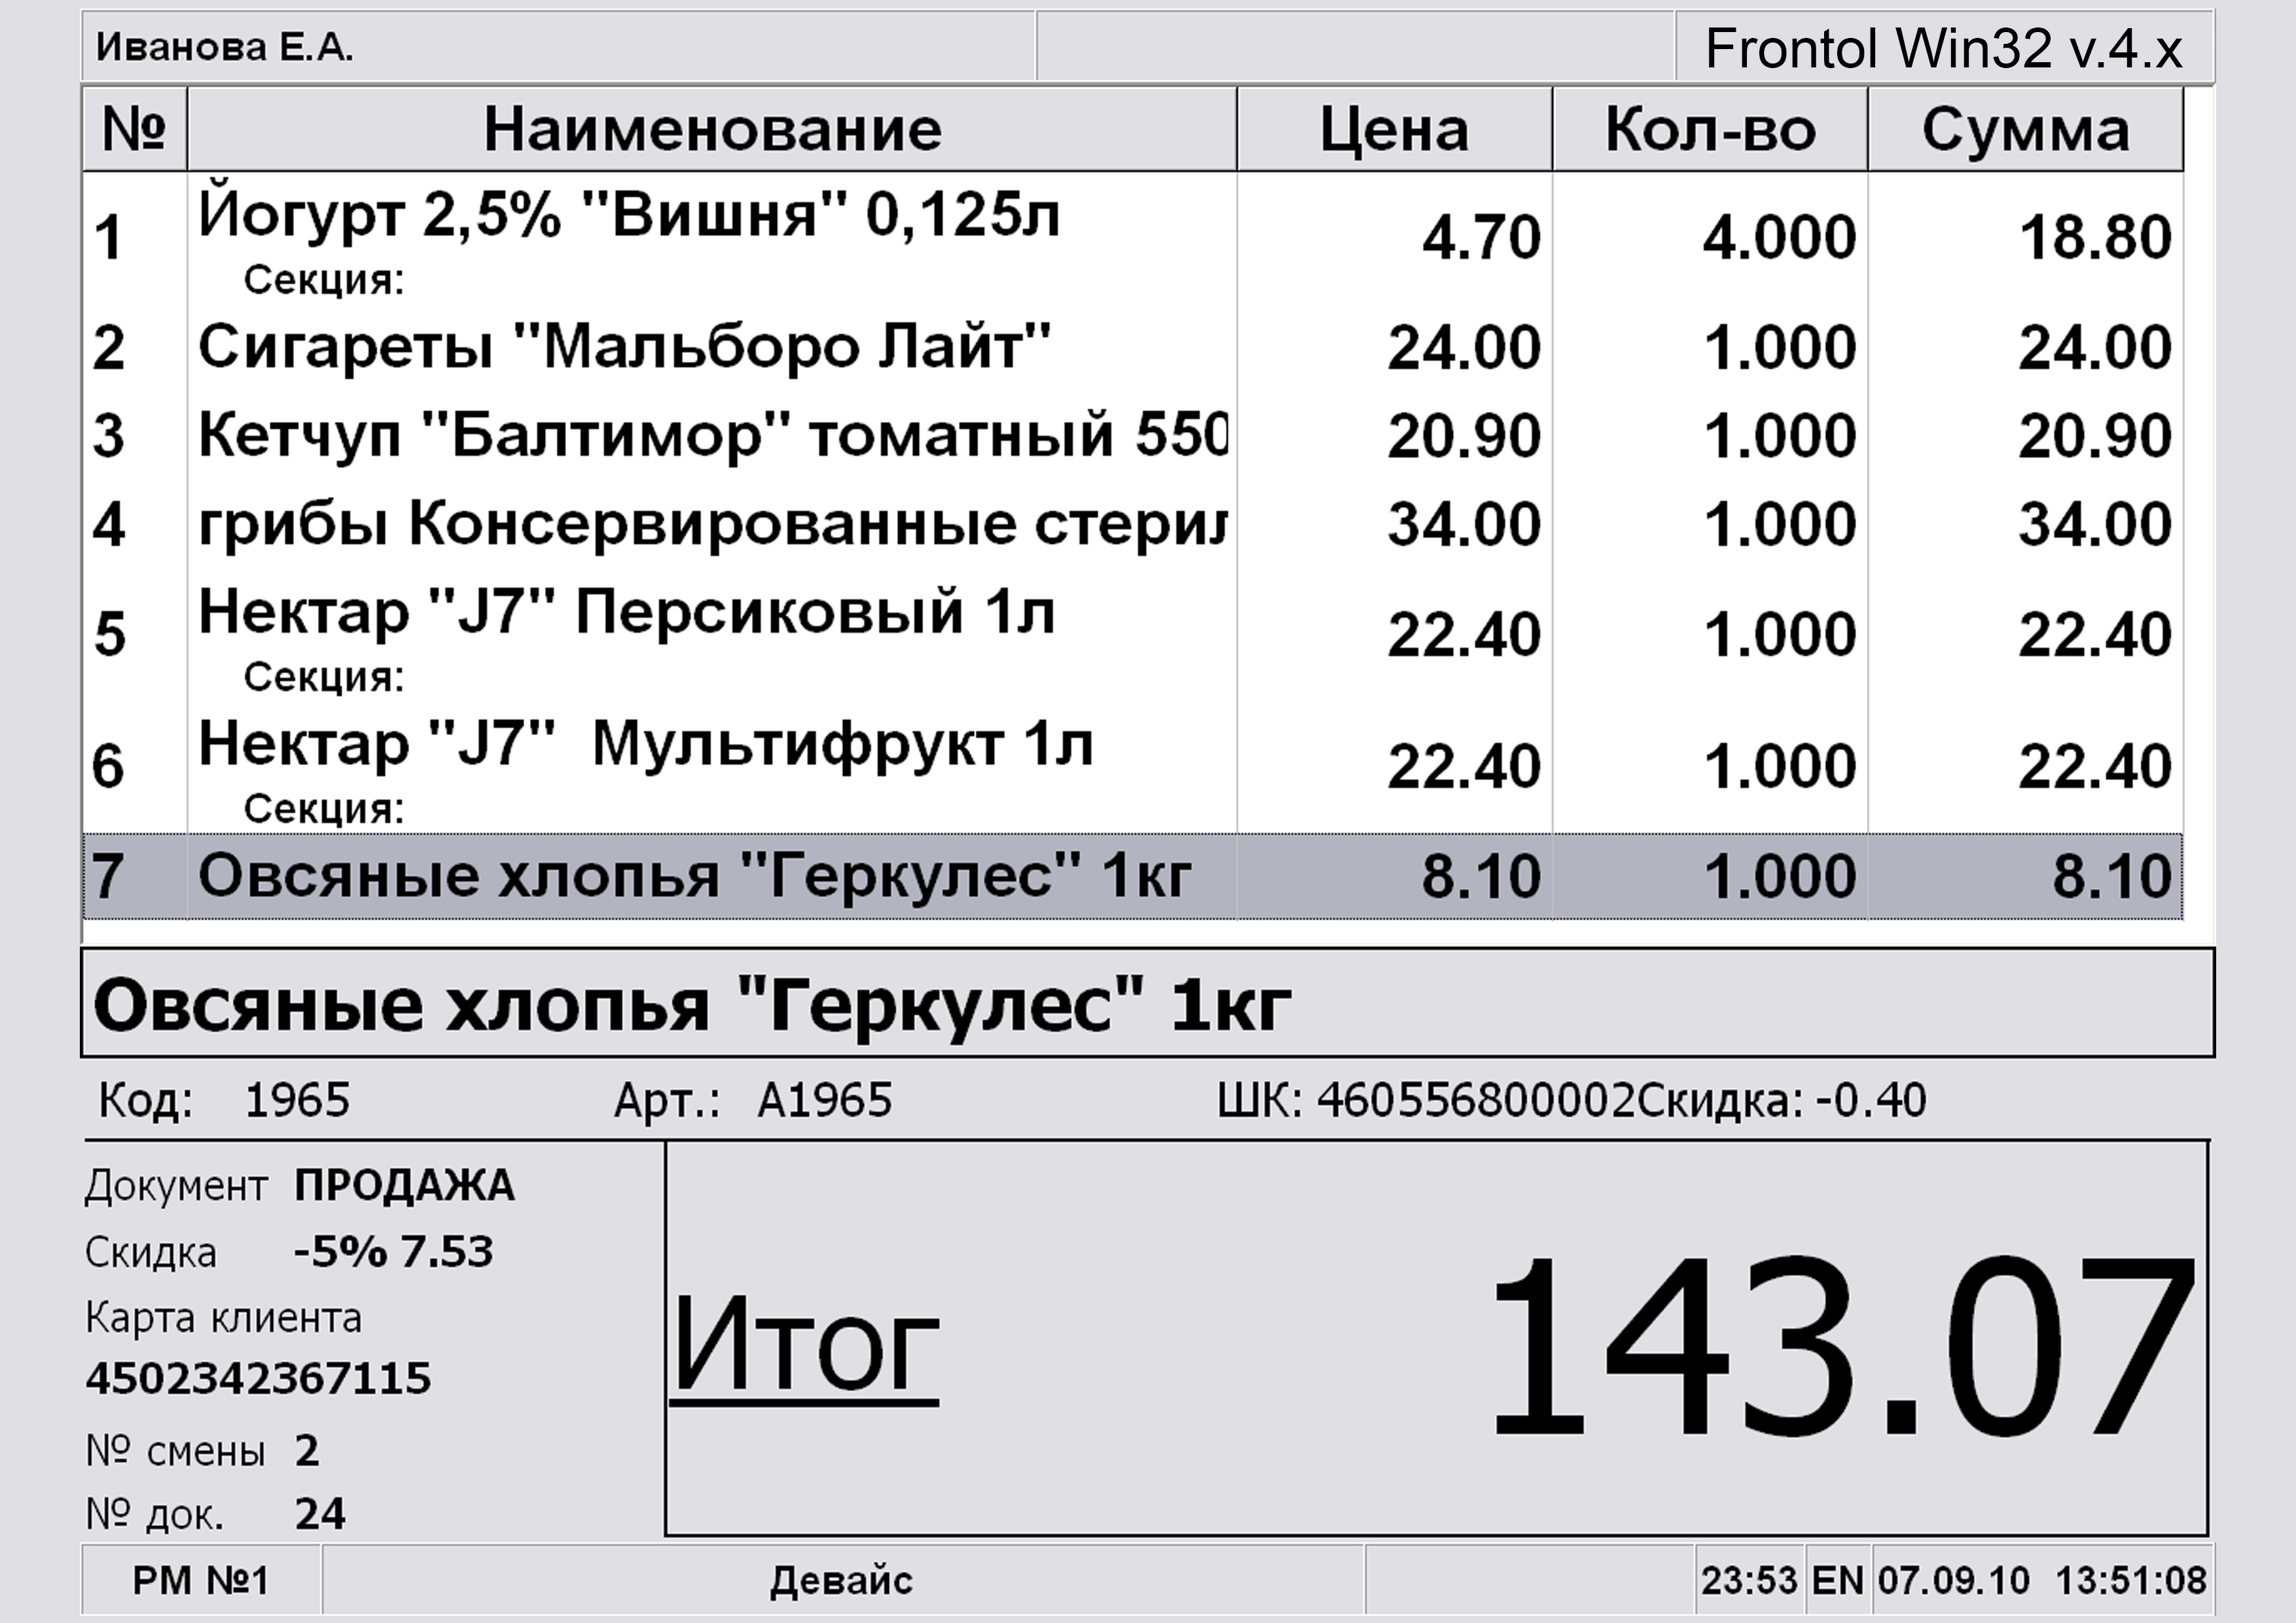 Иванова Е.А. Frontol Win32 v.4.x
№ Наименование Цена Кол-во Сумма
1 Йогурт 2,5% "Вишня" 0,125л 4.70 4.000 18.80
Секция:
2 Сигареты "Мальборо Лайт" 24.00 1.000 24.00
3 Кетчуп "Балтимор" томатный 550 20.90 1.000 20.90
4 грибы Консервированные стерил 34.00 1.000 34.00
5 Нектар "J7" Персиковый 1л 22.40 1.000 22.40
Секция:
6 Нектар "J7" Мультифрукт 1л 22.40 1.000 22.40
Секция:
7 Овсяные хлопья "Геркулес" 1кг 8.10 1.000 8.10
Овсяные хлопья "Геркулес" 1кг
Код: 1965 Арт.: А1965 ШК: 460556800002Скидка: -0.40
Документ ПРОДАЖА
Скидка -5% 7.53
Карта клиента
4502342367115
№ смены 2
№ док. 24
Итог 143.07
РМ №1 Девайс 23:53 EN 07.09.10 13:51:08